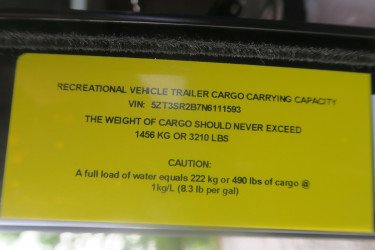 RECREATIONAL VEHICLE TRAILER CARGO CARRYING CAPACITY
VIN: 5ZT3SR2B7N6111593
THE WEIGHT OF CARGO SHOULD NEVER EXCEED
1456 KG OR 3210 LBS
CAUTION:
A full load of water equals 222 kg or 490 lbs of cargo @
1kg/L (8.3 lb per gal)